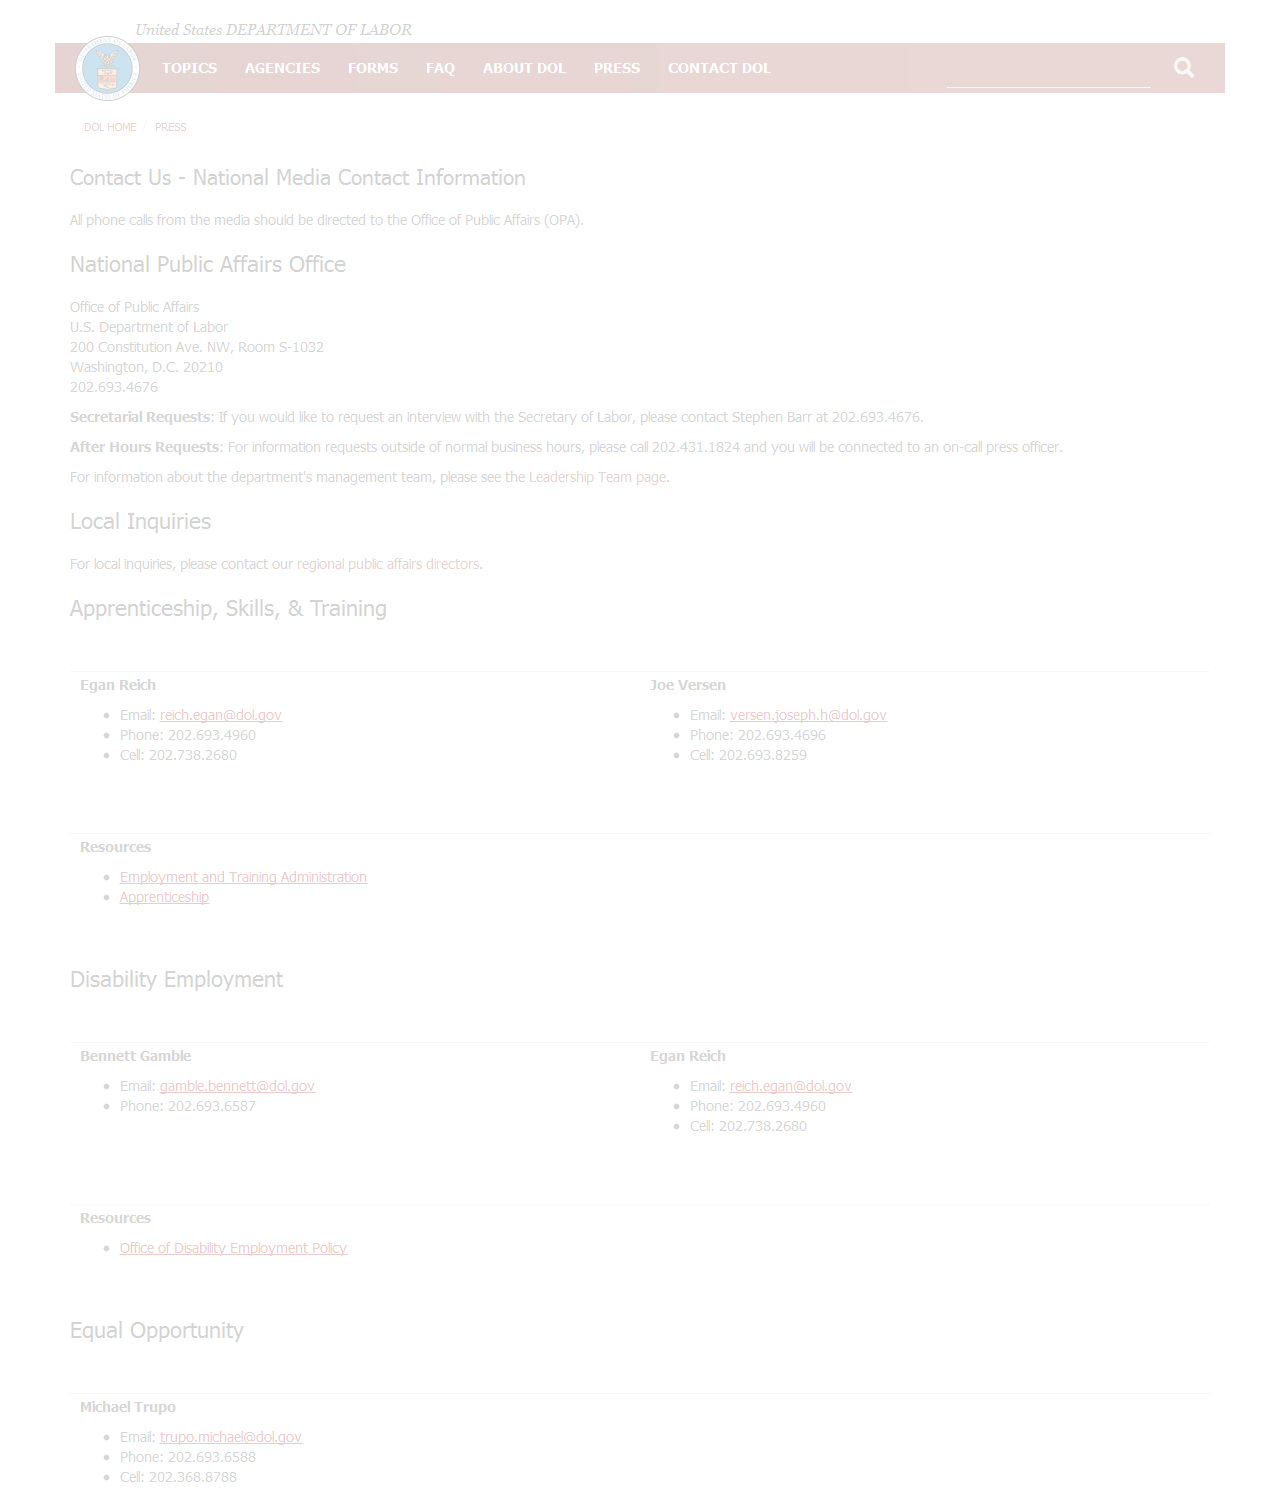 United States DEPARTMENT OF LABOR
TOPICS AGENCIES FORMS FAQ ABOUT DOL PRESS CONTACT DOL
DOL HOME / PRESS
Contact Us - National Media Contact Information
All phone calls from the media should be directed to the Office of Public Affairs (OPA).
National Public Affairs Office
Office of Public Affairs
U.S. Department of Labor
200 Constitution Ave. NW, Room S-1032
Washington, D.C. 20210
202.693.4676
Secretarial Requests: If you would like to request an interview with the Secretary of Labor, please contact Stephen Barr at 202.693.4676.
After Hours Requests: For information requests outside of normal business hours, please call 202.431.1824 and you will be connected to an on-call press officer.
For information about the department's management team, please see the Leadership Team page.
Local Inquiries
For local inquiries, please contact our regional public affairs directors.
Apprenticeship, Skills, & Training
Egan Reich Joe Versen
Email: reich.egan@dol.gov Email: versen.joseph.h@dol.gov
Phone: 202.693.4960 Phone: 202.693.4696
Cell: 202.738.2680 Cell: 202.693.8259
Resources
Employment and Training Administration
Apprenticeship
Disability Employment
Bennett Gamble Egan Reich
Email: gamble.bennett@dol.gov Email: reich.egan@dol.gov
Phone: 202.693.6587 Phone: 202.693.4960
Cell: 202.738.2680
Resources
Office of Disability Employment Policy
Equal Opportunity
Michael Trupo
Email: trupo.michael@dol.gov
Phone: 202.693.6588
Cell: 202.368.8788